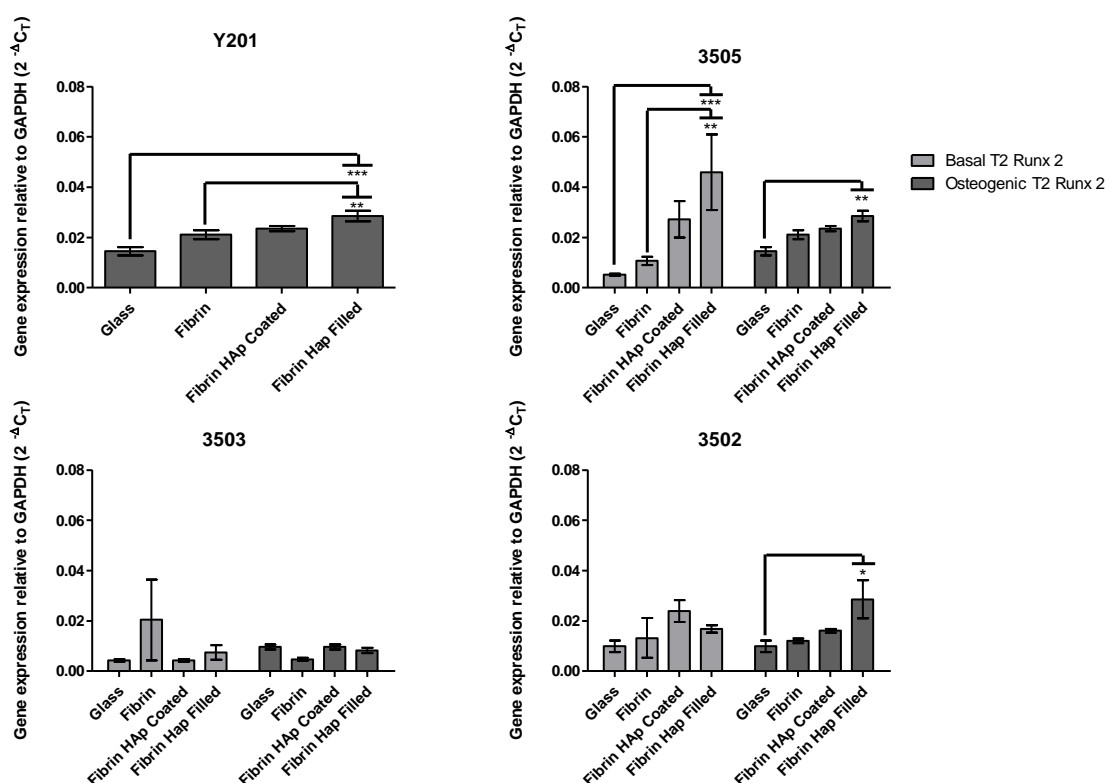 Y201
Gene expression relative to GAPDH (2 -ΔCT)
0.08
0.06
0.04
0.02
0.00
***
**
Glass
Fibrin
Fibrin HAp Coated
Fibrin Hap Filled
3505
Gene expression relative to GAPDH (2 -ΔCT)
0.08
0.06
0.04
0.02
0.00
***
**
**
Glass
Fibrin
Fibrin HAp Coated
Fibrin Hap Filled
Glass
Fibrin
Fibrin HAp Coated
Fibrin Hap Filled
Basal T2 Runx 2
Osteogenic T2 Runx 2
3503
Gene expression relative to GAPDH (2 -ΔCT)
0.08
0.06
0.04
0.02
0.00
Glass
Fibrin
Fibrin HAp Coated
Fibrin Hap Filled
Glass
Fibrin
Fibrin HAp Coated
Fibrin Hap Filled
3502
Gene expression relative to GAPDH (2 -ΔCT)
0.08
0.06
0.04
0.02
0.00
*
Glass
Fibrin
Fibrin HAp Coated
Fibrin Hap Filled
Glass
Fibrin
Fibrin HAp Coated
Fibrin Hap Filled